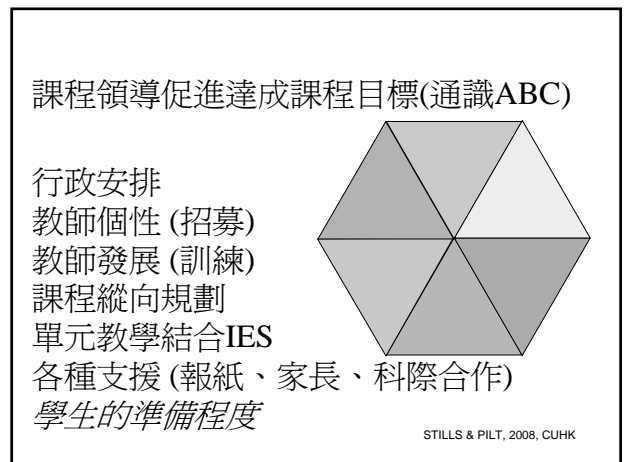 課程領導促進達成課程目標(通識ABC)
行政安排
教師個性 (招募)
教師發展 (訓練)
課程縱向規劃
單元教學結合IES
各種支援 (報紙、家長、科際合作)
學生的準備程度
STILLS & PILT, 2008, CUHK